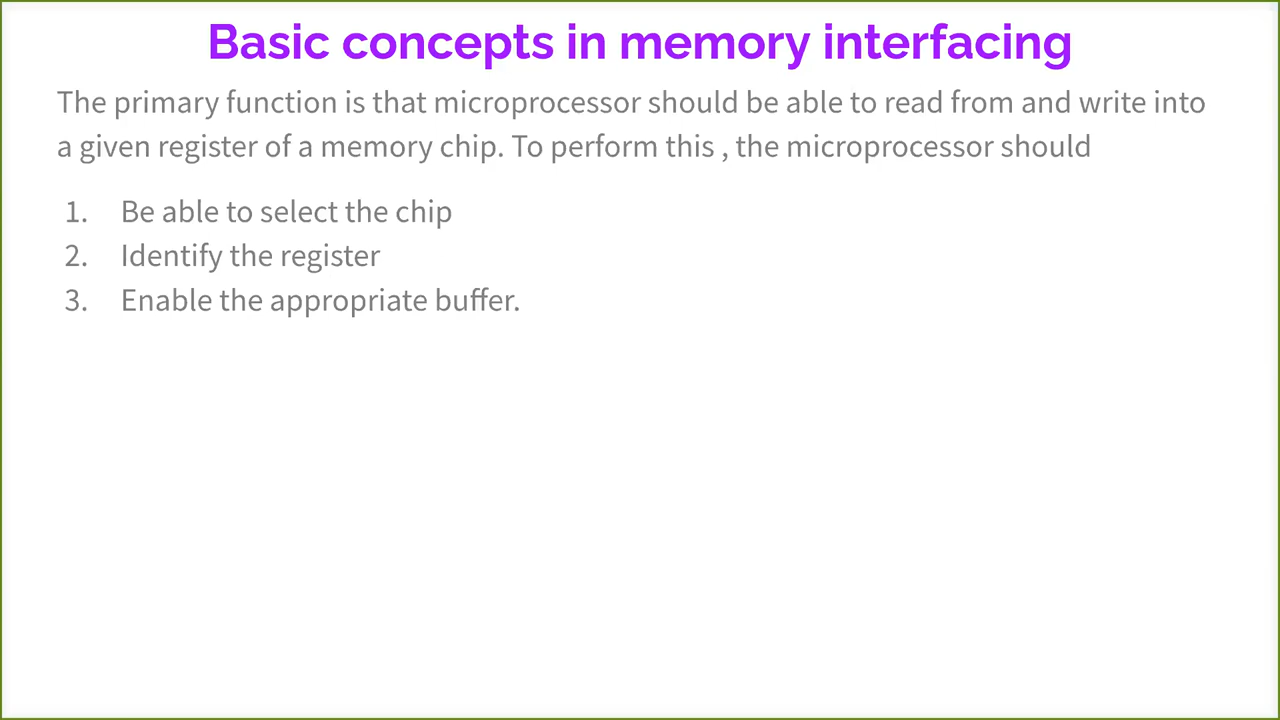 Basic concepts in memory interfacing
The primary function is that microprocessor should be able to read from and write into
a given register of a memory chip. To perform this , the microprocessor should
1. Be able to select the chip
2. Identify the register
3. Enable the appropriate buffer.